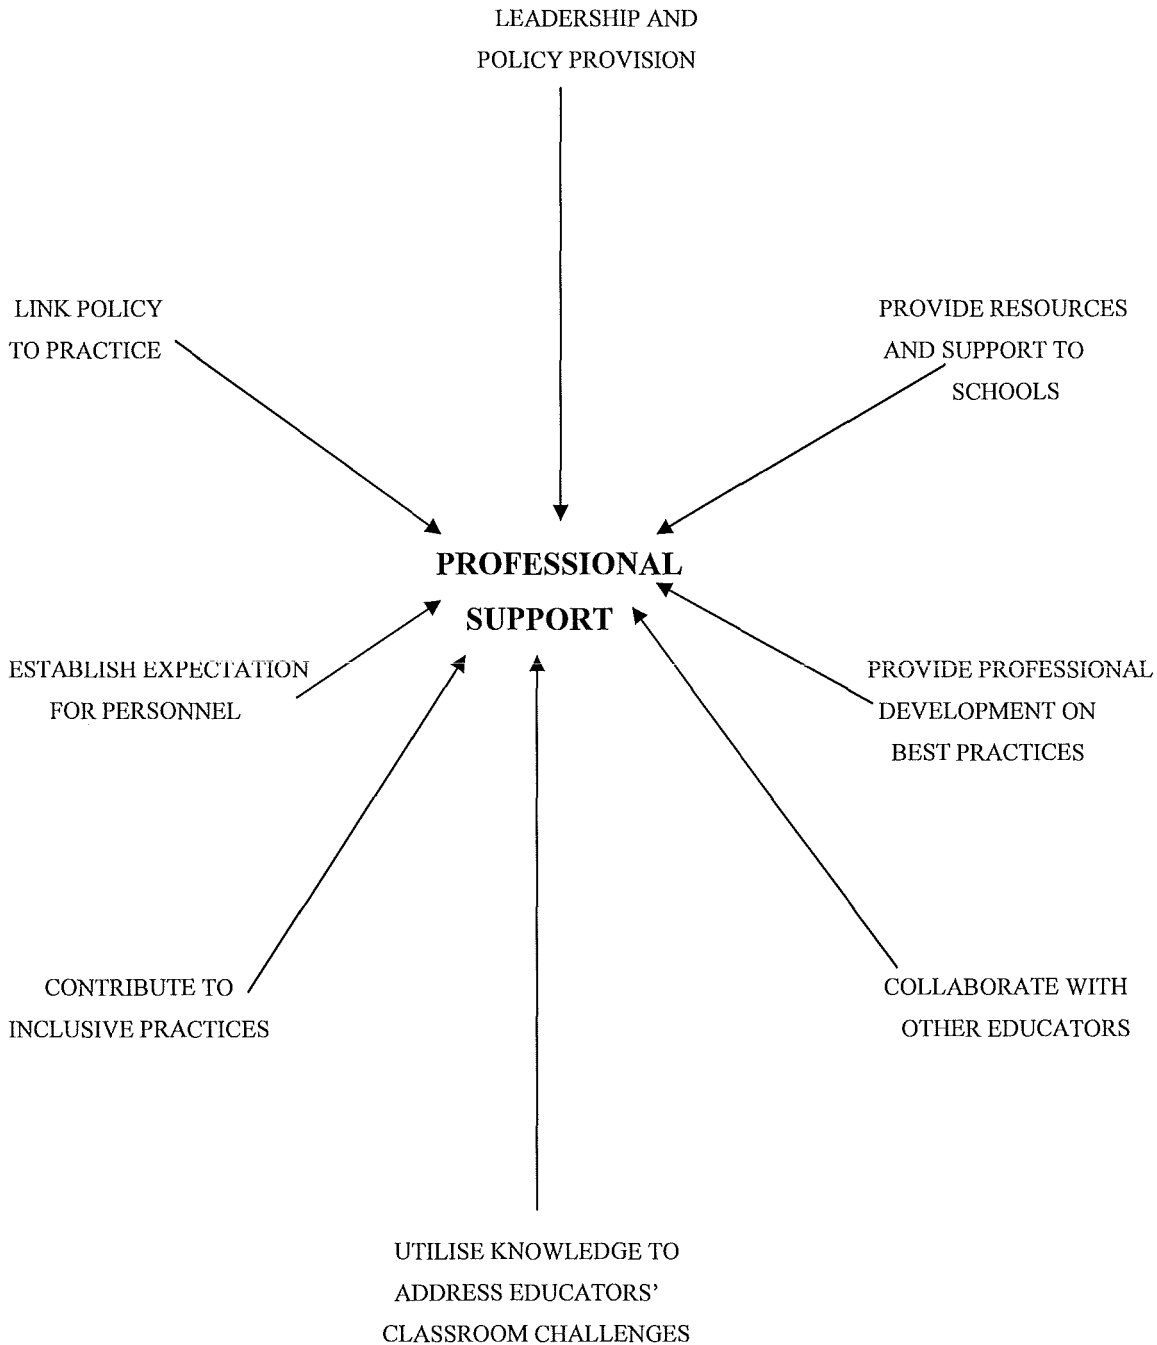 LEADERSHIP AND
POLICY PROVISION
LINK POLICY
TO PRACTICE
PROVIDE RESOURCES
AND SUPPORT TO
SCHOOLS
PROFESSIONAL
SUPPORT
ESTABLISH EXPECTATION
FOR PERSONNEL
PROVIDE PROFESSIONAL
DEVELOPMENT ON
BEST PRACTICES
CONTRIBUTE TO
INCLUSIVE PRACTICES
COLLABORATE WITH
OTHER EDUCATORS
UTILISE KNOWLEDGE TO
ADDRESS EDUCATORS’
CLASSROOM CHALLENGES